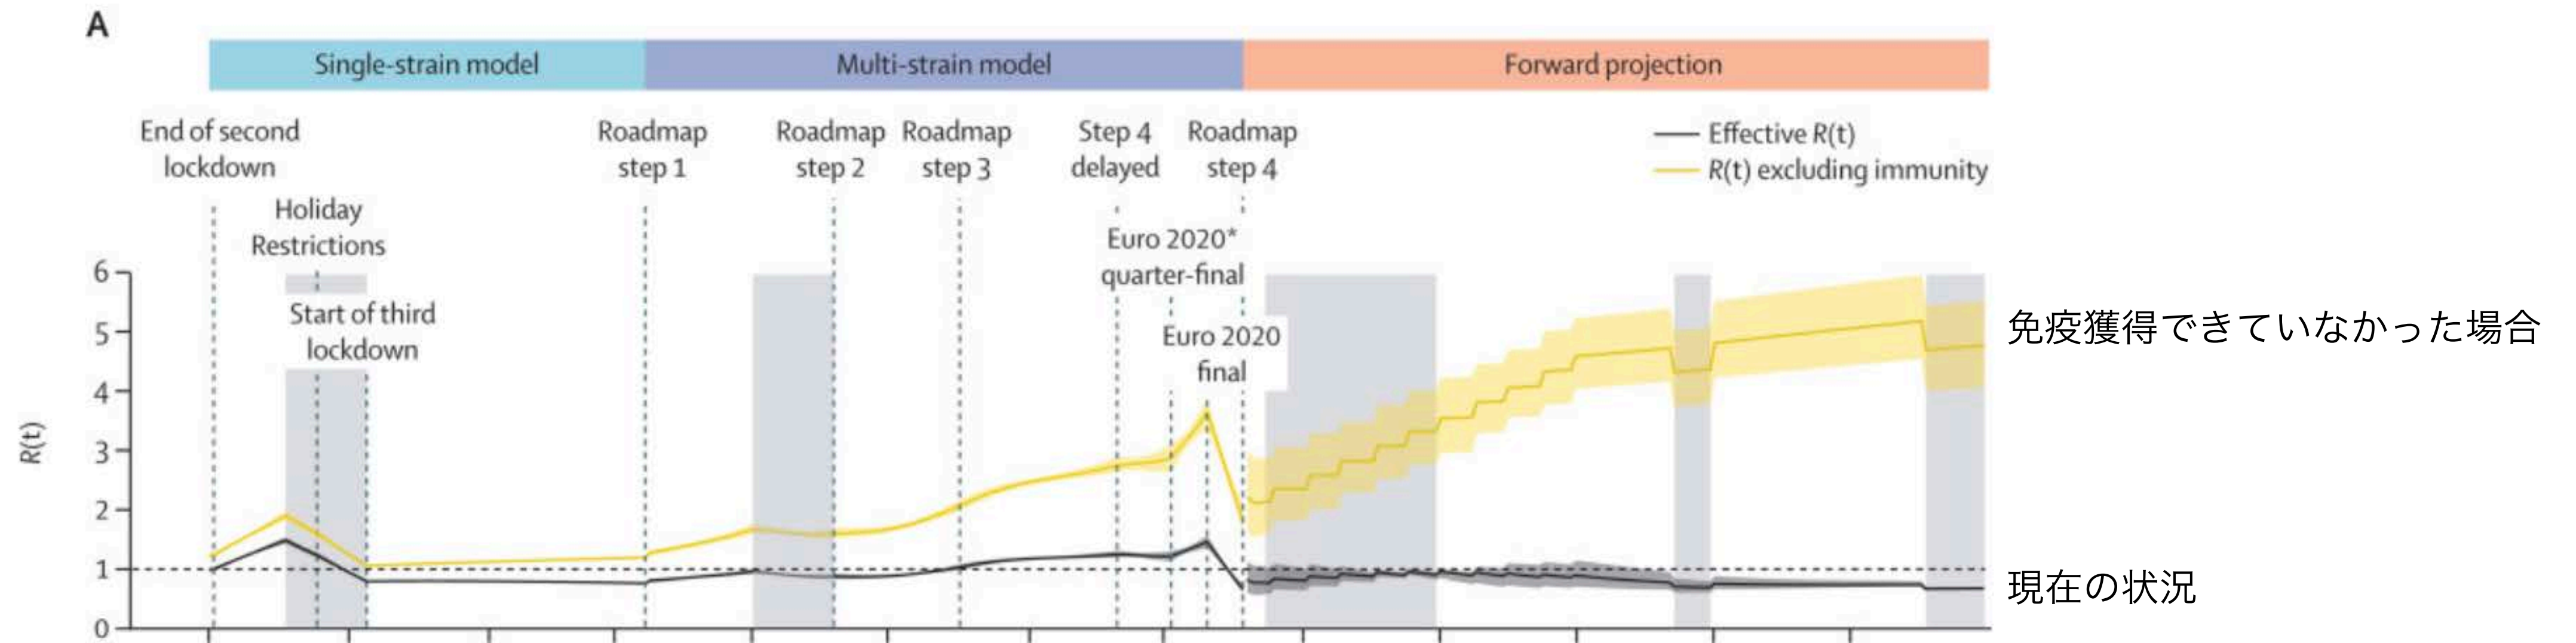 A
Single-strain model
Multi-strain model
Forward projection
End of second
lockdown
Roadmap
step 1
Roadmap
step 2
Roadmap
step 3
Step 4
delayed
Roadmap
step 4
Effective R(t)
R(t) excluding immunity
Holiday
Restrictions
Start of third
lockdown
Euro 2020*
quarter-final
Euro 2020
final
R(t)
6
5
4
3
2
1
0
免疫獲得できていなかった場合
現在の状況